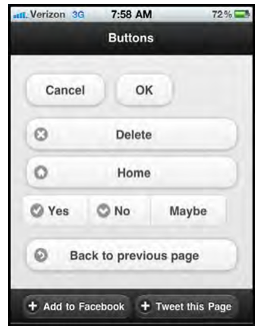 Verizon 3G 7:58 AM 72%
Buttons
Cancel OK
Delete
Home
Yes No Maybe
Back to previous page
Add to Facebook Tweet this Page